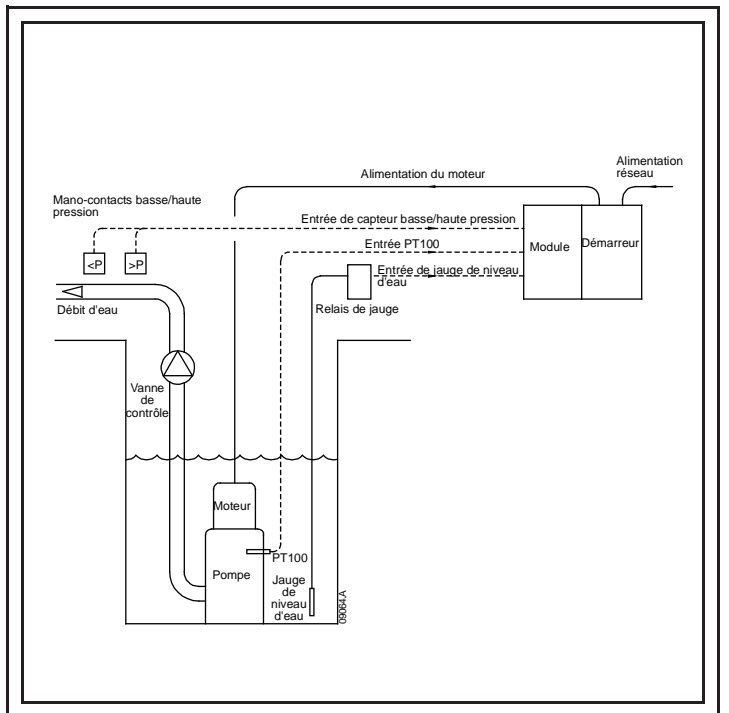 Alimentation
réseau
Alimentation du moteur
Mano-contacts basse/haute
pression
Entrée de capteur basse/haute pression
Entrée PT100
Module
Démarreur
<P
>P
Entrée de jauge de niveau
d'eau
Débit d'eau
Relais de jauge
Vanne
de
contrôle
Moteur
PT100
Pompe
Jauge
de
niveau
d'eau
09064.A